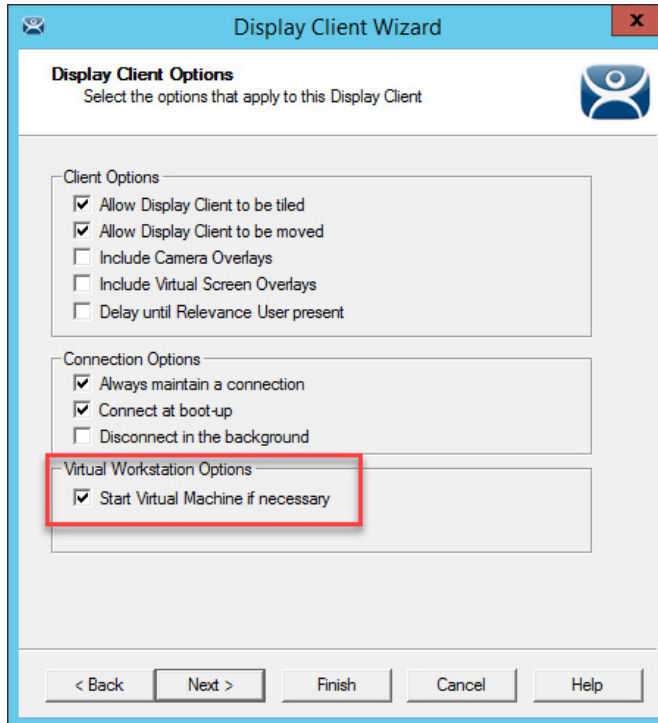 Display Client Wizard
x
Display Client Options
Select the options that apply to this Display Client
Client Options
Allow Display Client to be tiled
Allow Display Client to be moved
Include Camera Overlays
Include Virtual Screen Overlays
Delay until Relevance User present
Connection Options
Always maintain a connection
Connect at boot-up
Disconnect in the background
Virtual Workstation Options
Start Virtual Machine if necessary
< Back Next > Finish Cancel Help